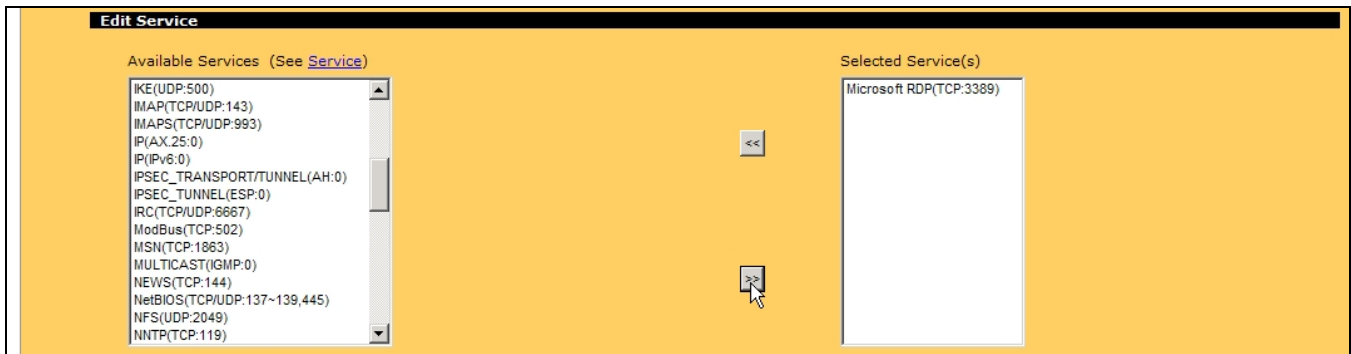 Edit Service
Available Services (See Service)
IKE(UDP:500)
IMAP(TCP/UDP:143)
IMAPS(TCP/UDP:993)
IP(AX.25:0)
IP(IPv6:0)
IPSEC_TRANSPORT/TUNNEL(AH:0)
IPSEC_TUNNEL(ESP:0)
IRC(TCP/UDP:6667)
ModBus(TCP:502)
MSN(TCP:1863)
MULTICAST(IGMP:0)
NEWS(TCP:144)
NetBIOS(TCP/UDP:137~139,445)
NFS(UDP:2049)
NNTP(TCP:119)
<<
>>
Selected Service(s)
Microsoft RDP(TCP:3389)